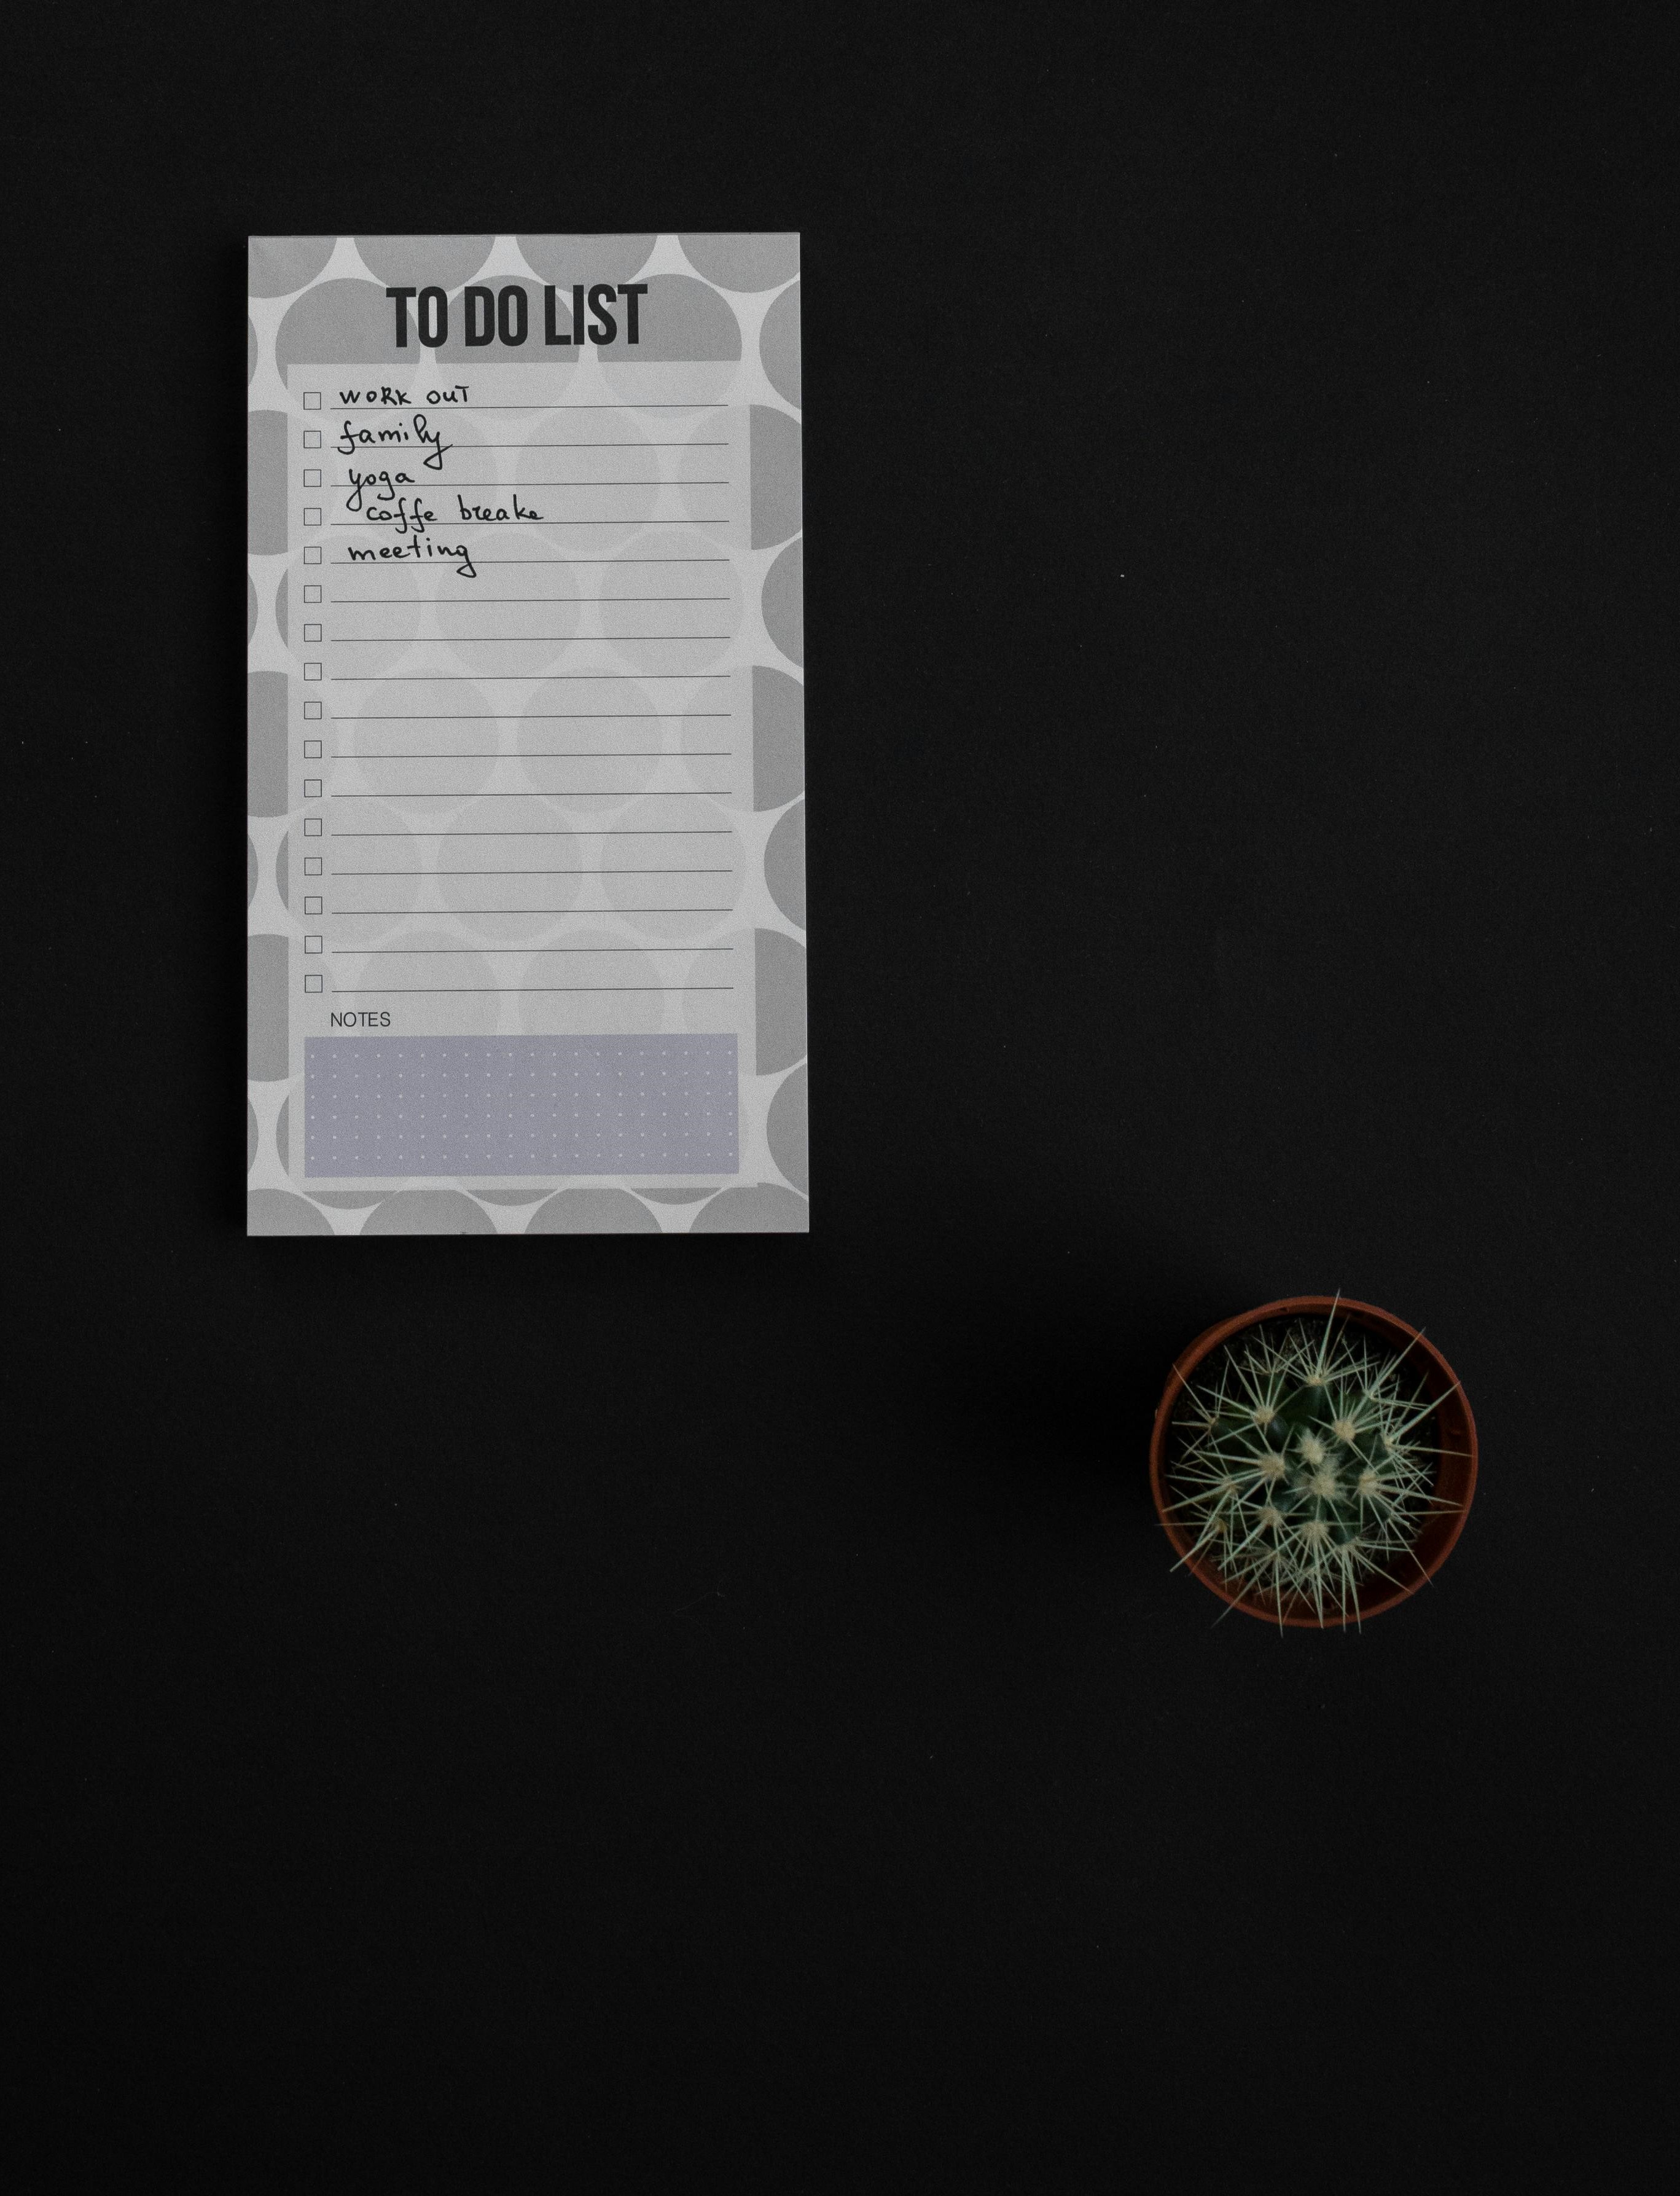 TO DO LIST
woRk ouT
family
yoga
coffe breake
meeting
NOTES